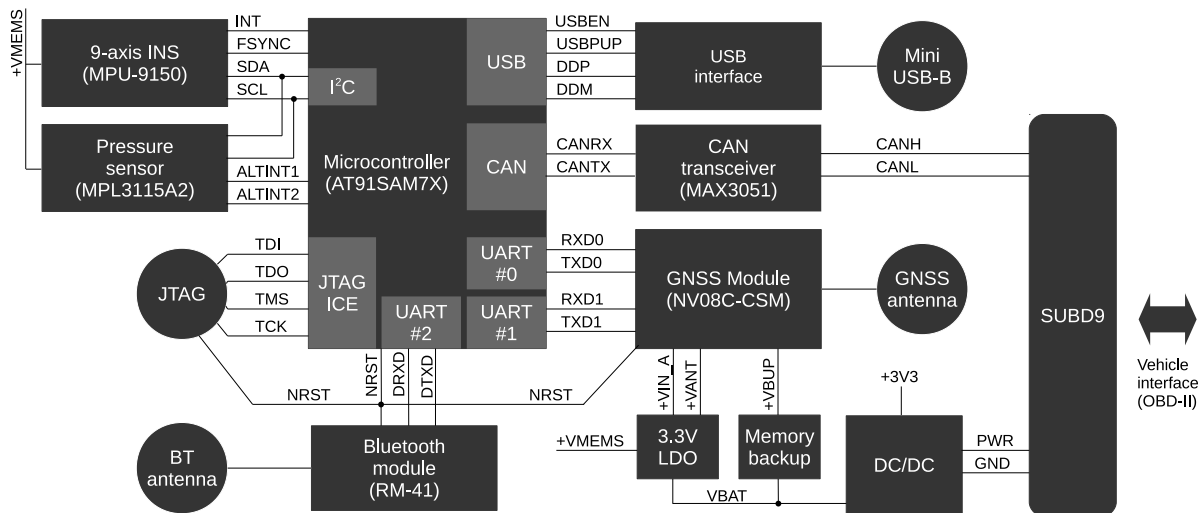 +VMEMS
9-axis INS
(MPU-9150)
INT
FSYNC
SDA
SCL
I²C
Pressure
sensor
(MPL3115A2)
ALTINT1
ALTINT2
Microcontroller
(AT91SAM7X)
USB
USBEN
USBPUP
DDP
DDM
USB
interface
Mini
USB-B
CAN
CANRX
CANTX
CAN
transceiver
(MAX3051)
CANH
CANL
JTAG
TDI
TDO
TMS
TCK
JTAG
ICE
UART
#0
UART
#1
UART
#2
RXD0
TXD0
RXD1
TXD1
GNSS Module
(NV08C-CSM)
GNSS
antenna
SUBD9
Vehicle
interface
(OBD-II)
NRST
NRST
DRXD
DTXD
NRST
+VIN_A
+VANT
+VBUP
+3V3
BT
antenna
Bluetooth
module
(RM-41)
+VMEMS
3.3V
LDO
Memory
backup
VBAT
DC/DC
PWR
GND